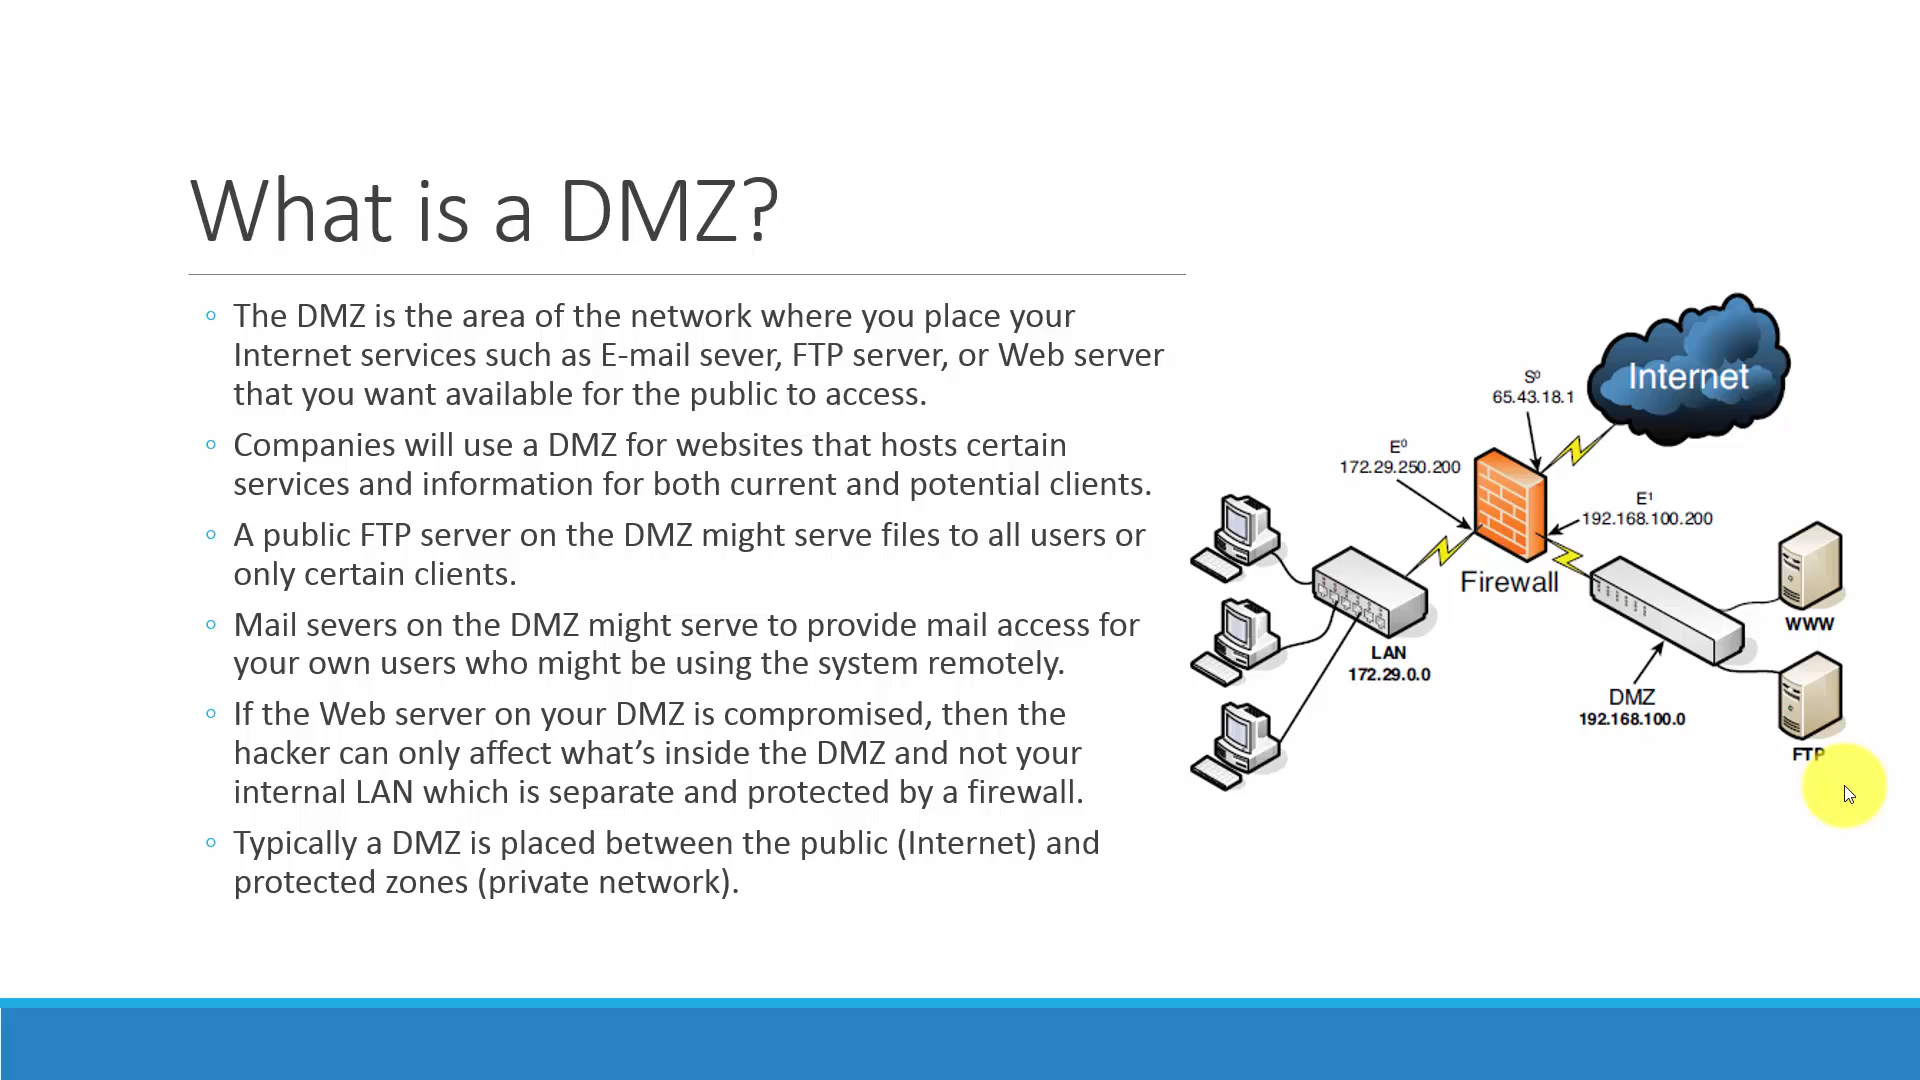 What is a DMZ?
◦ The DMZ is the area of the network where you place your
Internet services such as E-mail sever, FTP server, or Web server
that you want available for the public to access.
◦ Companies will use a DMZ for websites that hosts certain
services and information for both current and potential clients.
◦ A public FTP server on the DMZ might serve files to all users or
only certain clients.
◦ Mail severs on the DMZ might serve to provide mail access for
your own users who might be using the system remotely.
◦ If the Web server on your DMZ is compromised, then the
hacker can only affect what’s inside the DMZ and not your
internal LAN which is separate and protected by a firewall.
◦ Typically a DMZ is placed between the public (Internet) and
protected zones (private network).
Internet
S⁰
65.43.18.1
E⁰
172.29.250.200
E¹
192.168.100.200
Firewall
LAN
172.29.0.0
DMZ
192.168.100.0
WWW
FTP